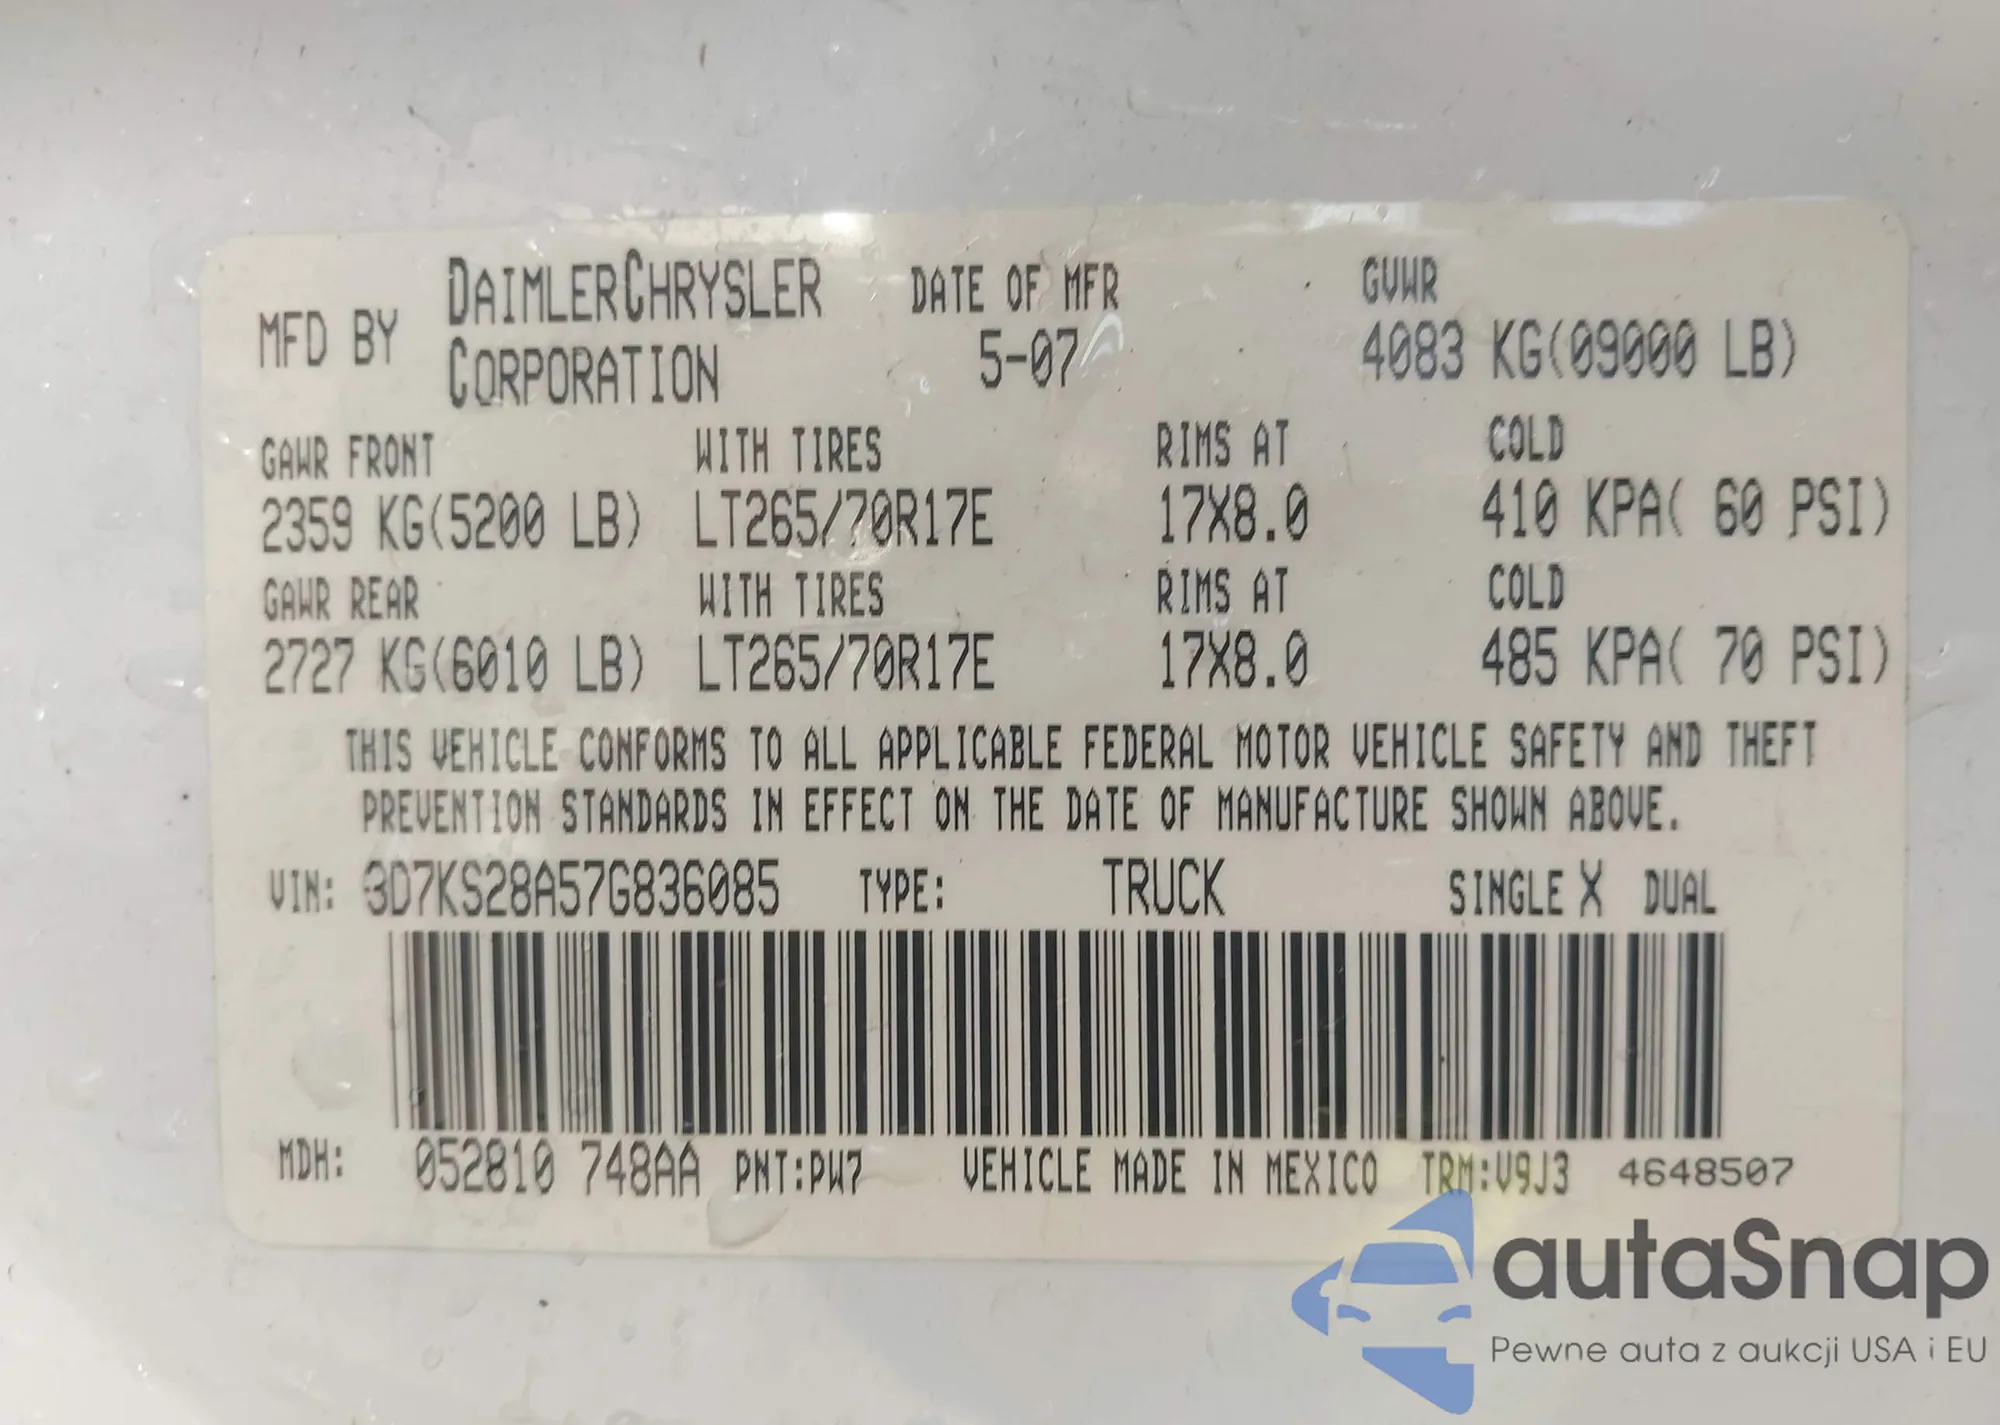 MFD BY DAIMLERCHRYSLER CORPORATION DATE OF MFR 5-07 GVWR 4083 KG(09000 LB)
GAWR FRONT WITH TIRES RIMS AT COLD
2359 KG(5200 LB) LT265/70R17E 17X8.0 410 KPA( 60 PSI)
GAWR REAR WITH TIRES RIMS AT COLD
2727 KG(6010 LB) LT265/70R17E 17X8.0 485 KPA( 70 PSI)
THIS VEHICLE CONFORMS TO ALL APPLICABLE FEDERAL MOTOR VEHICLE SAFETY AND THEFT
PREVENTION STANDARDS IN EFFECT ON THE DATE OF MANUFACTURE SHOWN ABOVE.
VIN: 3D7KS28A57G836085 TYPE: TRUCK SINGLE X DUAL
MDH: 052810 748AA PNT:PW7 VEHICLE MADE IN MEXICO TRM:V9J3 4648507
autaSnap
Pewne auta z aukcji USA i EU